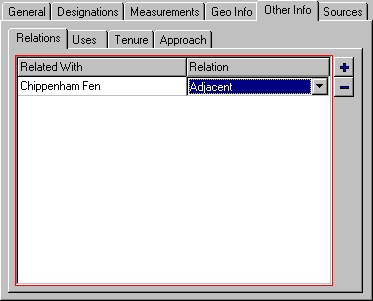 General Designations Measurements Geo Info Other Info Sources
Relations Uses Tenure Approach
Related With Relation
Chippenham Fen Adjacent